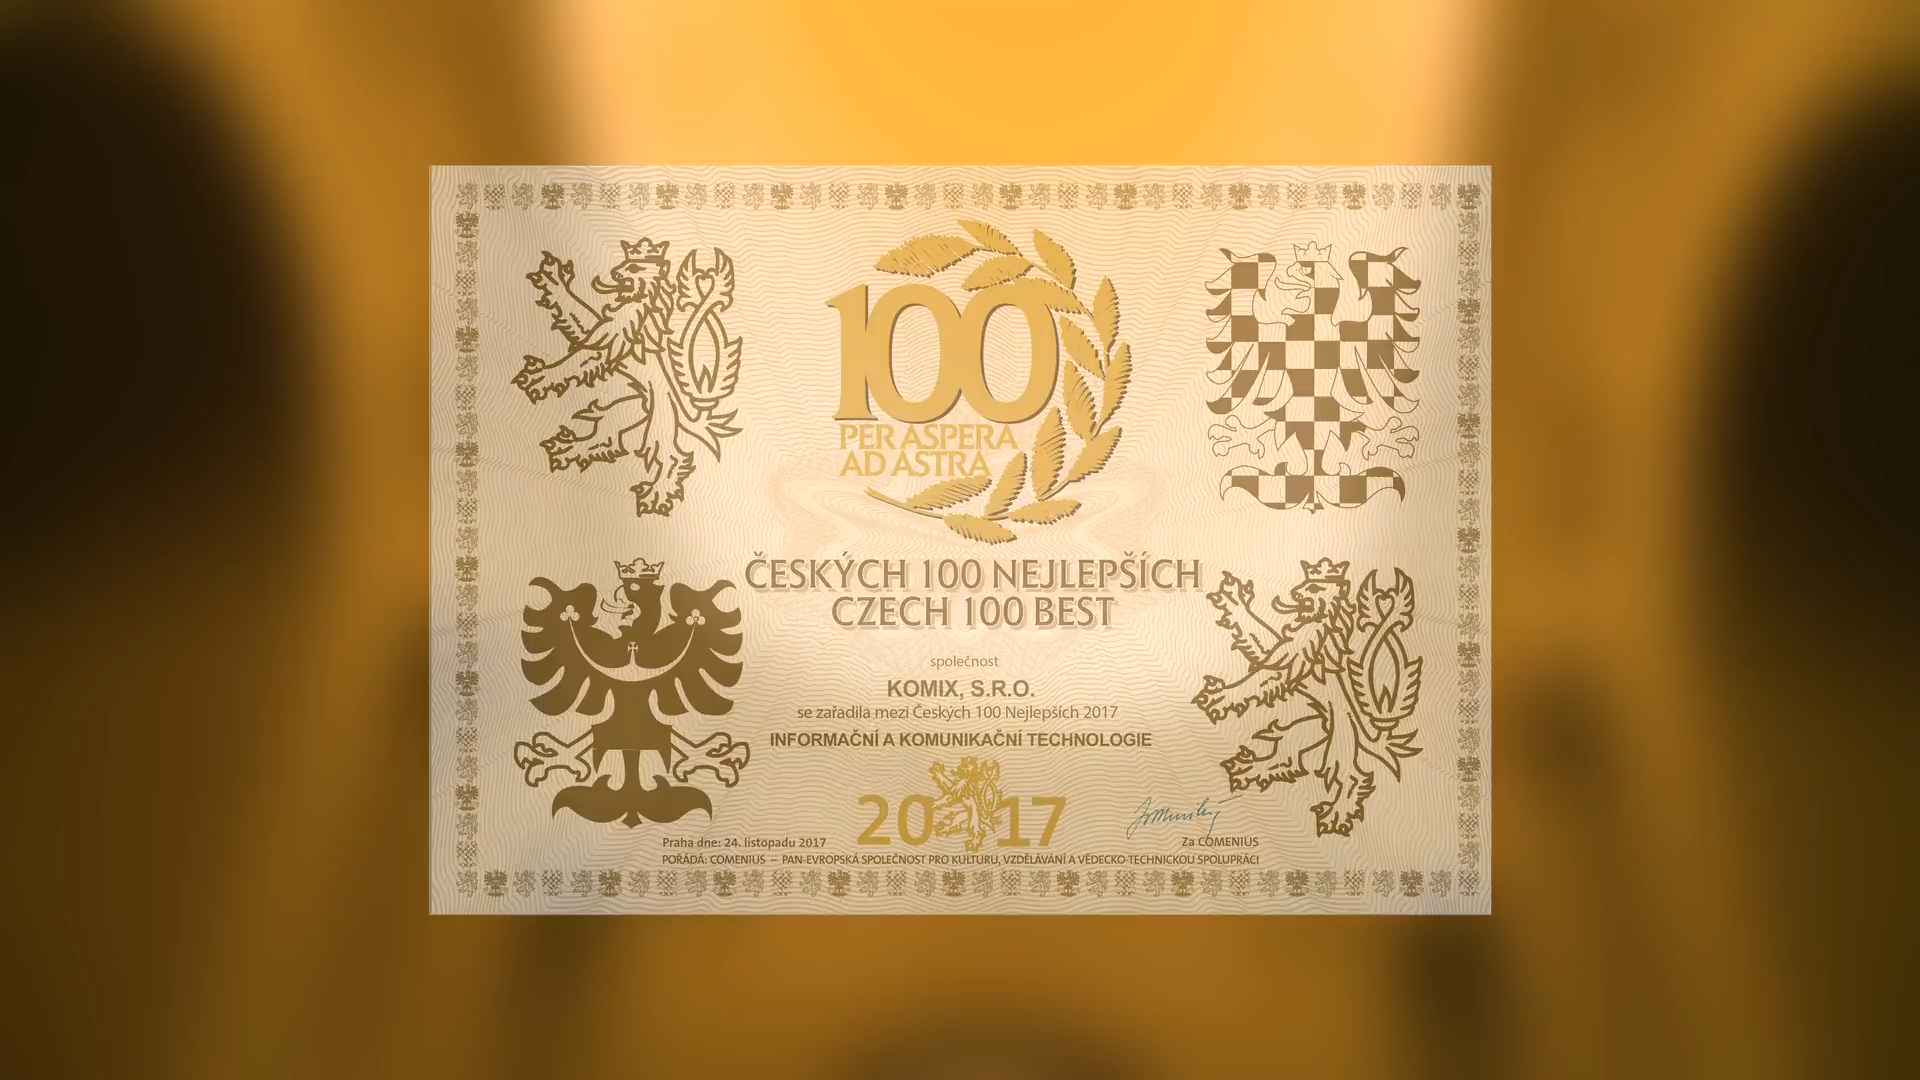 100
PER ASPERA
AD ASTRA
ČESKÝCH 100 NEJLEPŠÍCH
CZECH 100 BEST
společnost
KOMIX, S.R.O.
se zařadila mezi Českých 100 Nejlepších 2017
INFORMAČNÍ A KOMUNIKAČNÍ TECHNOLOGIE
2017
Praha dne: 24. listopadu 2017
Za COMENIUS
POŘÁDÁ: COMENIUS – PAN-EVROPSKÁ SPOLEČNOST PRO KULTURU, VZDĚLÁVÁNÍ A VĚDECKO-TECHNICKOU SPOLUPRÁCI